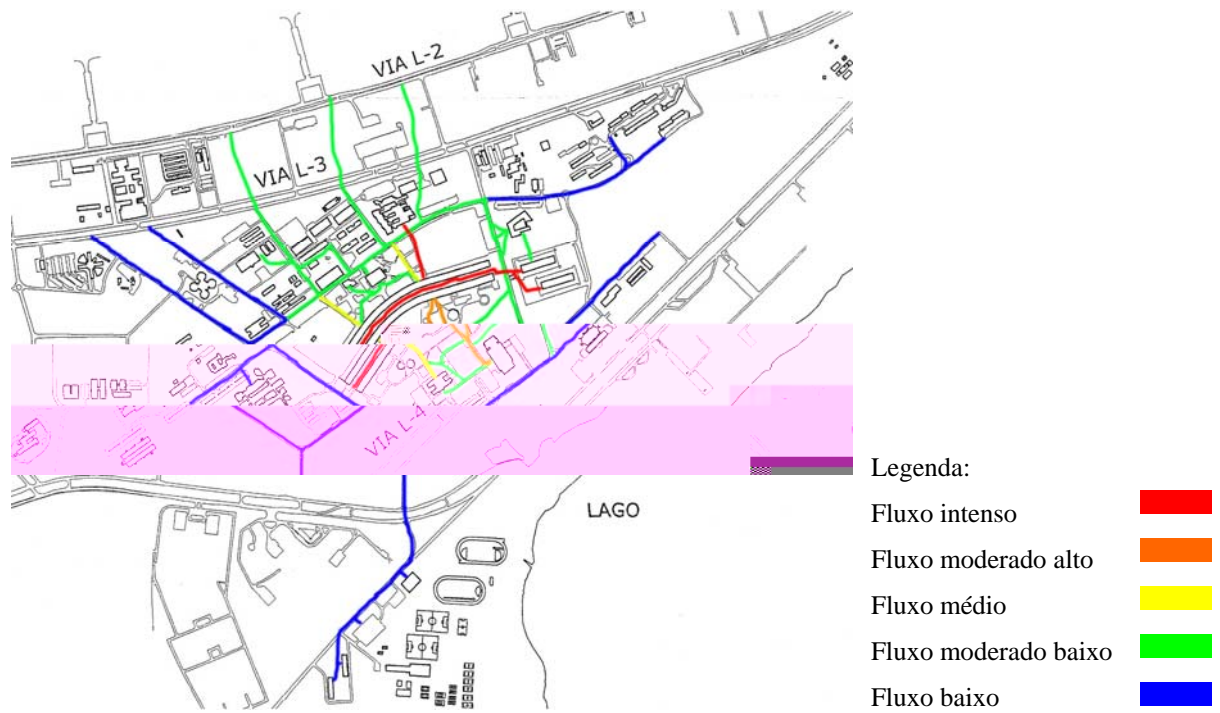 VIA L-2
VIA L-3
VIA L-4
LAGO
Legenda:
Fluxo intenso
Fluxo moderado alto
Fluxo médio
Fluxo moderado baixo
Fluxo baixo